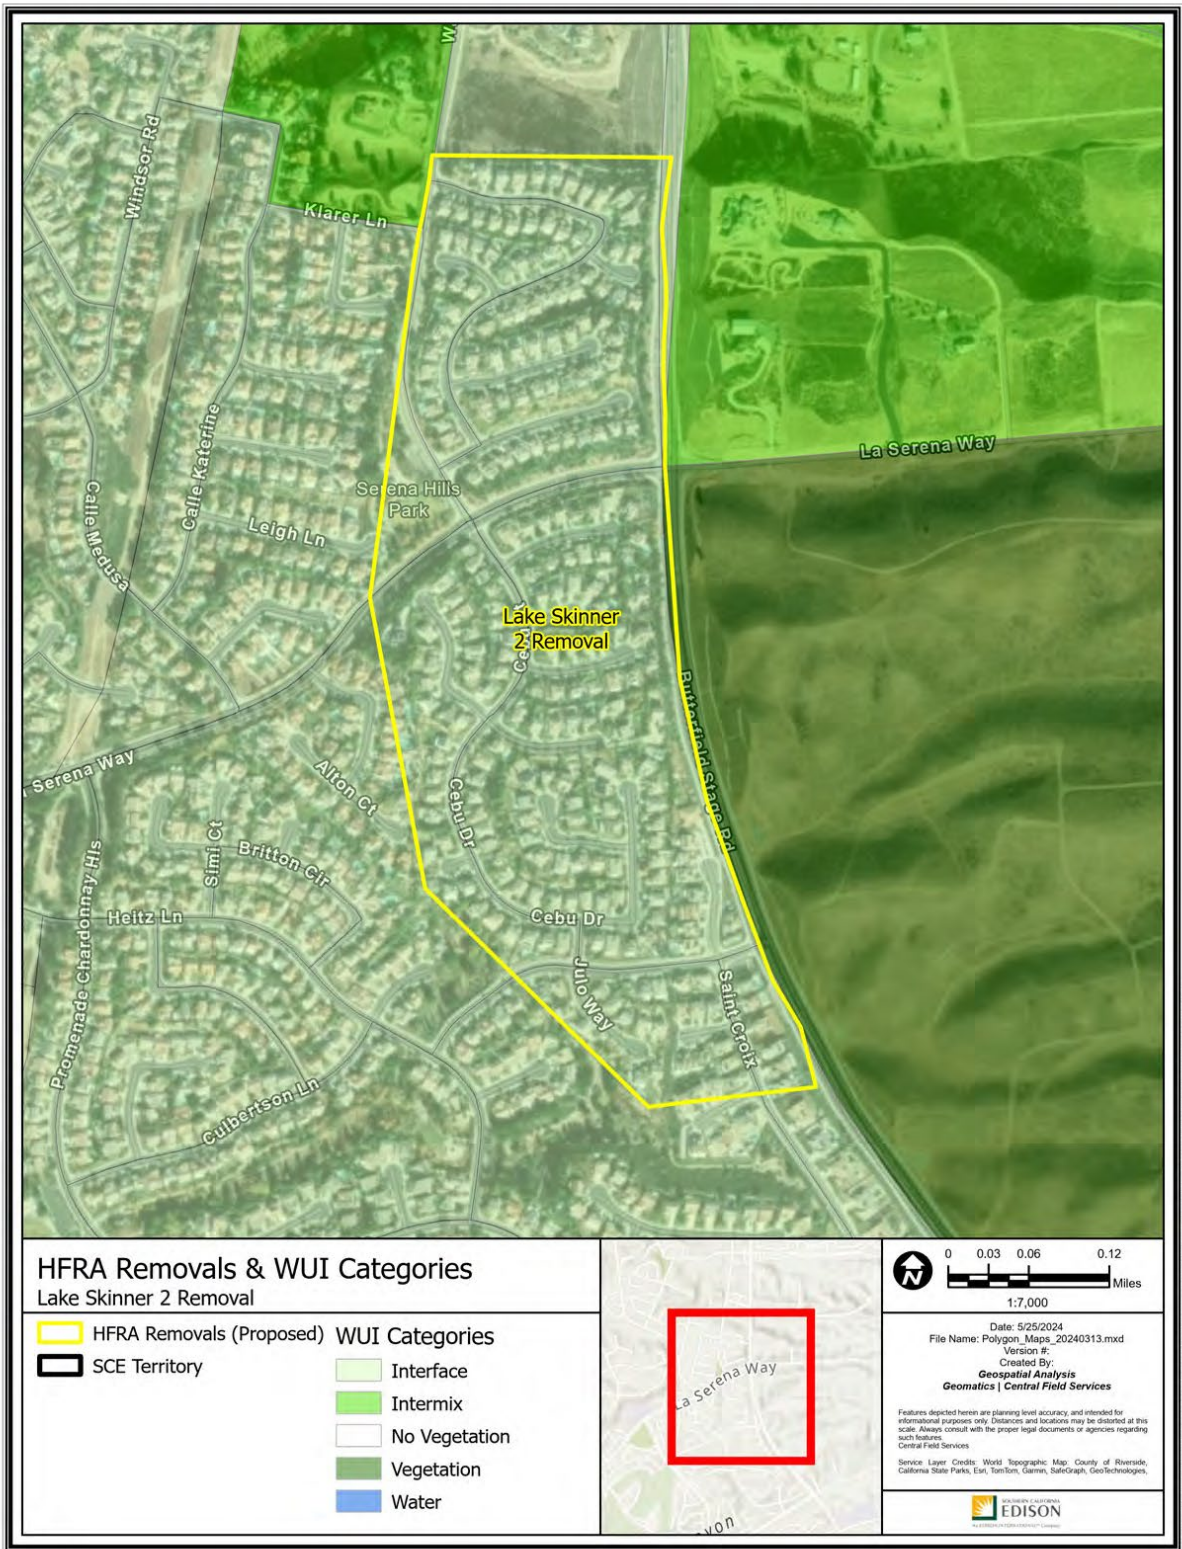 W
Windsor Rd
Klarer Ln
Calle Katerine
La Serena Way
Serena Hills
Park
Calle Medusa
Leigh Ln
Lake Skinner
2 Removal
Ce
Butterfield Stage Rd
Serena Way
Alton Ct
Cebu Dr
Simi Ct
Britton Cir
Promenade Chardonnay Hls
Heitz Ln
Cebu Dr
Julo Way
Saint Croix
Culbertson Ln
HFRA Removals & WUI Categories
Lake Skinner 2 Removal
HFRA Removals (Proposed)
SCE Territory
WUI Categories
Interface
Intermix
No Vegetation
Vegetation
Water
La Serena Way
yon
N
0 0.03 0.06 0.12
Miles
1:7,000
Date: 5/25/2024
File Name: Polygon_Maps_20240313.mxd
Version #:
Created By:
Geospatial Analysis
Geomatics | Central Field Services
Features depicted herein are planning level accuracy, and intended for
informational purposes only. Distances and locations may be distorted at this
scale. Always consult with the proper legal documents or agencies regarding
such features.
Central Field Services
Service Layer Credits: World Topographic Map: County of Riverside,
California State Parks, Esri, TomTom, Garmin, SafeGraph, GeoTechnologies,
SOUTHERN CALIFORNIA
EDISON
An EDISON INTERNATIONAL® Company